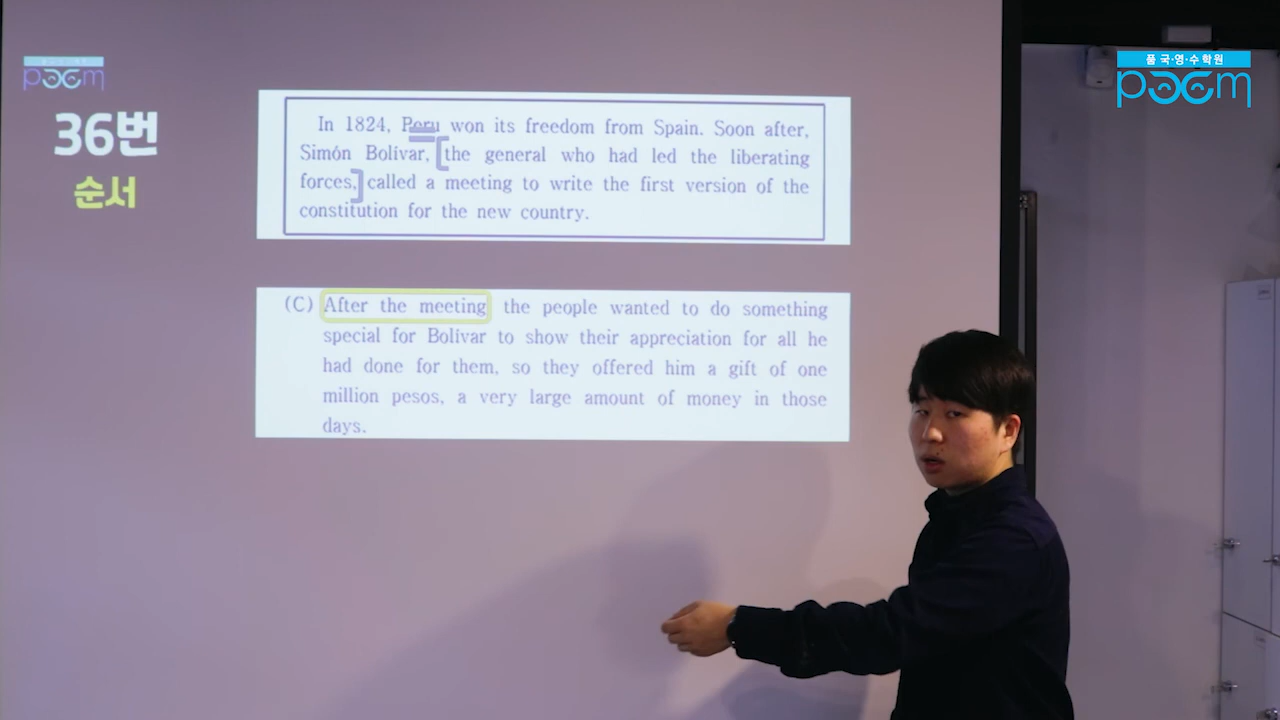 poem
36번
순서
In 1824, Peru won its freedom from Spain. Soon after,
Simón Bolívar, the general who had led the liberating
forces, called a meeting to write the first version of the
constitution for the new country.
(C) After the meeting the people wanted to do something
special for Bolívar to show their appreciation for all he
had done for them, so they offered him a gift of one
million pesos, a very large amount of money in those
days.
품 국·영·수 학원
poem